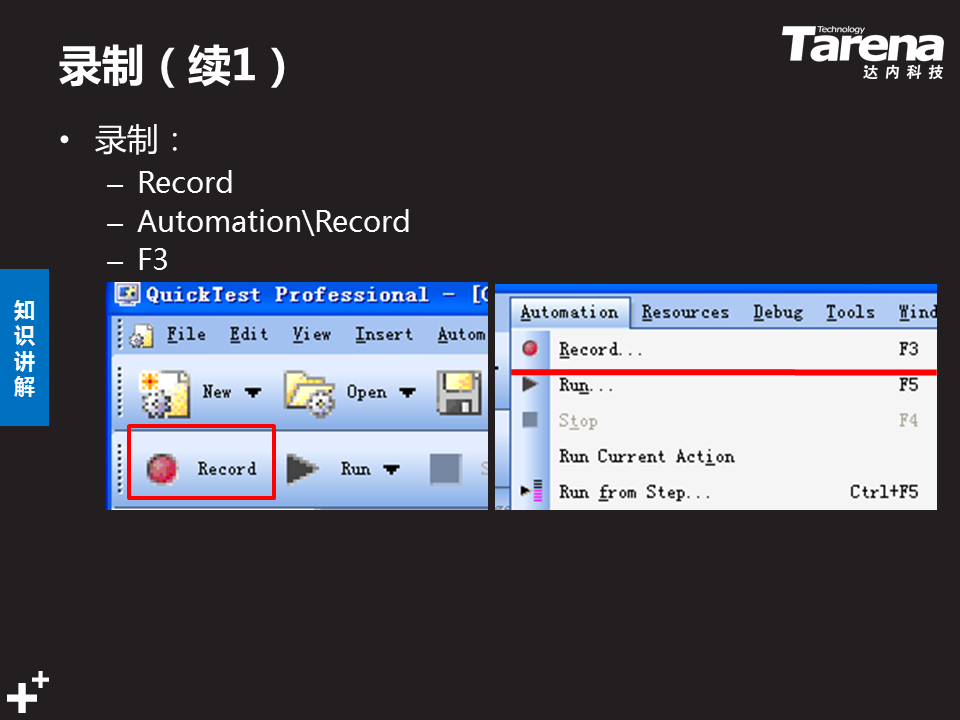 录制（续1）
Technology
Tarena
达内科技
• 录制：
– Record
– Automation\Record
– F3
知识讲解
QuickTest Professional - [
File Edit View Insert Autom
New Open
Record Run
Automation Resources Debug Tools Wind
Record... F3
Run... F5
Stop F4
Run Current Action
Run from Step... Ctrl+F5